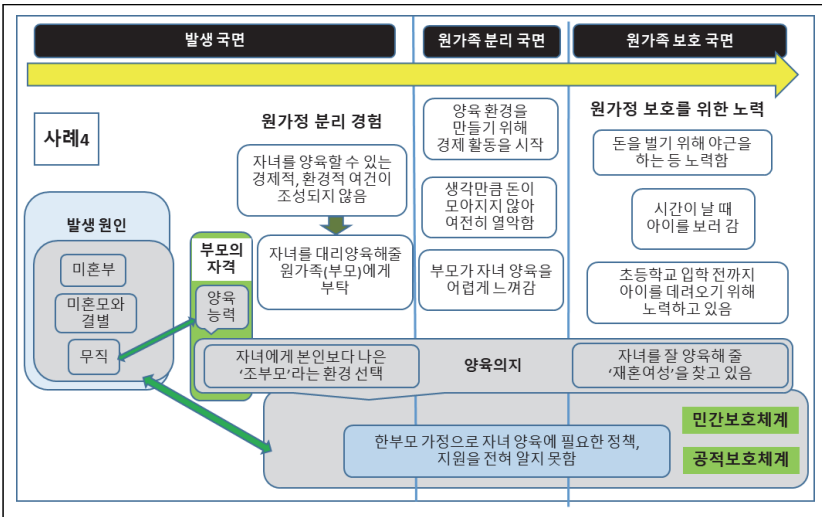 발생 국면
원가족 분리 국면
원가족 보호 국면
사례4
원가정 분리 경험
자녀를 양육할 수 있는
경제적, 환경적 여건이
조성되지 않음
자녀를 대리양육해줄
원가족(부모)에게
부탁
양육 환경을
만들기 위해
경제 활동을 시작
생각만큼 돈이
모아지지 않아
여전히 열악함
부모가 자녀 양육을
어렵게 느껴감
원가정 보호를 위한 노력
돈을 벌기 위해 야근을
하는 등 노력함
시간이 날 때
아이를 보러 감
초등학교 입학 전까지
아이를 데려오기 위해
노력하고 있음
발생 원인
미혼부
미혼모와
결별
무직
부모의
자격
양육
능력
자녀에게 본인보다 나은
‘조부모’라는 환경 선택
양육의지
자녀를 잘 양육해 줄
‘재혼여성’을 찾고 있음
한부모 가정으로 자녀 양육에 필요한 정책,
지원을 전혀 알지 못함
민간보호체계
공적보호체계